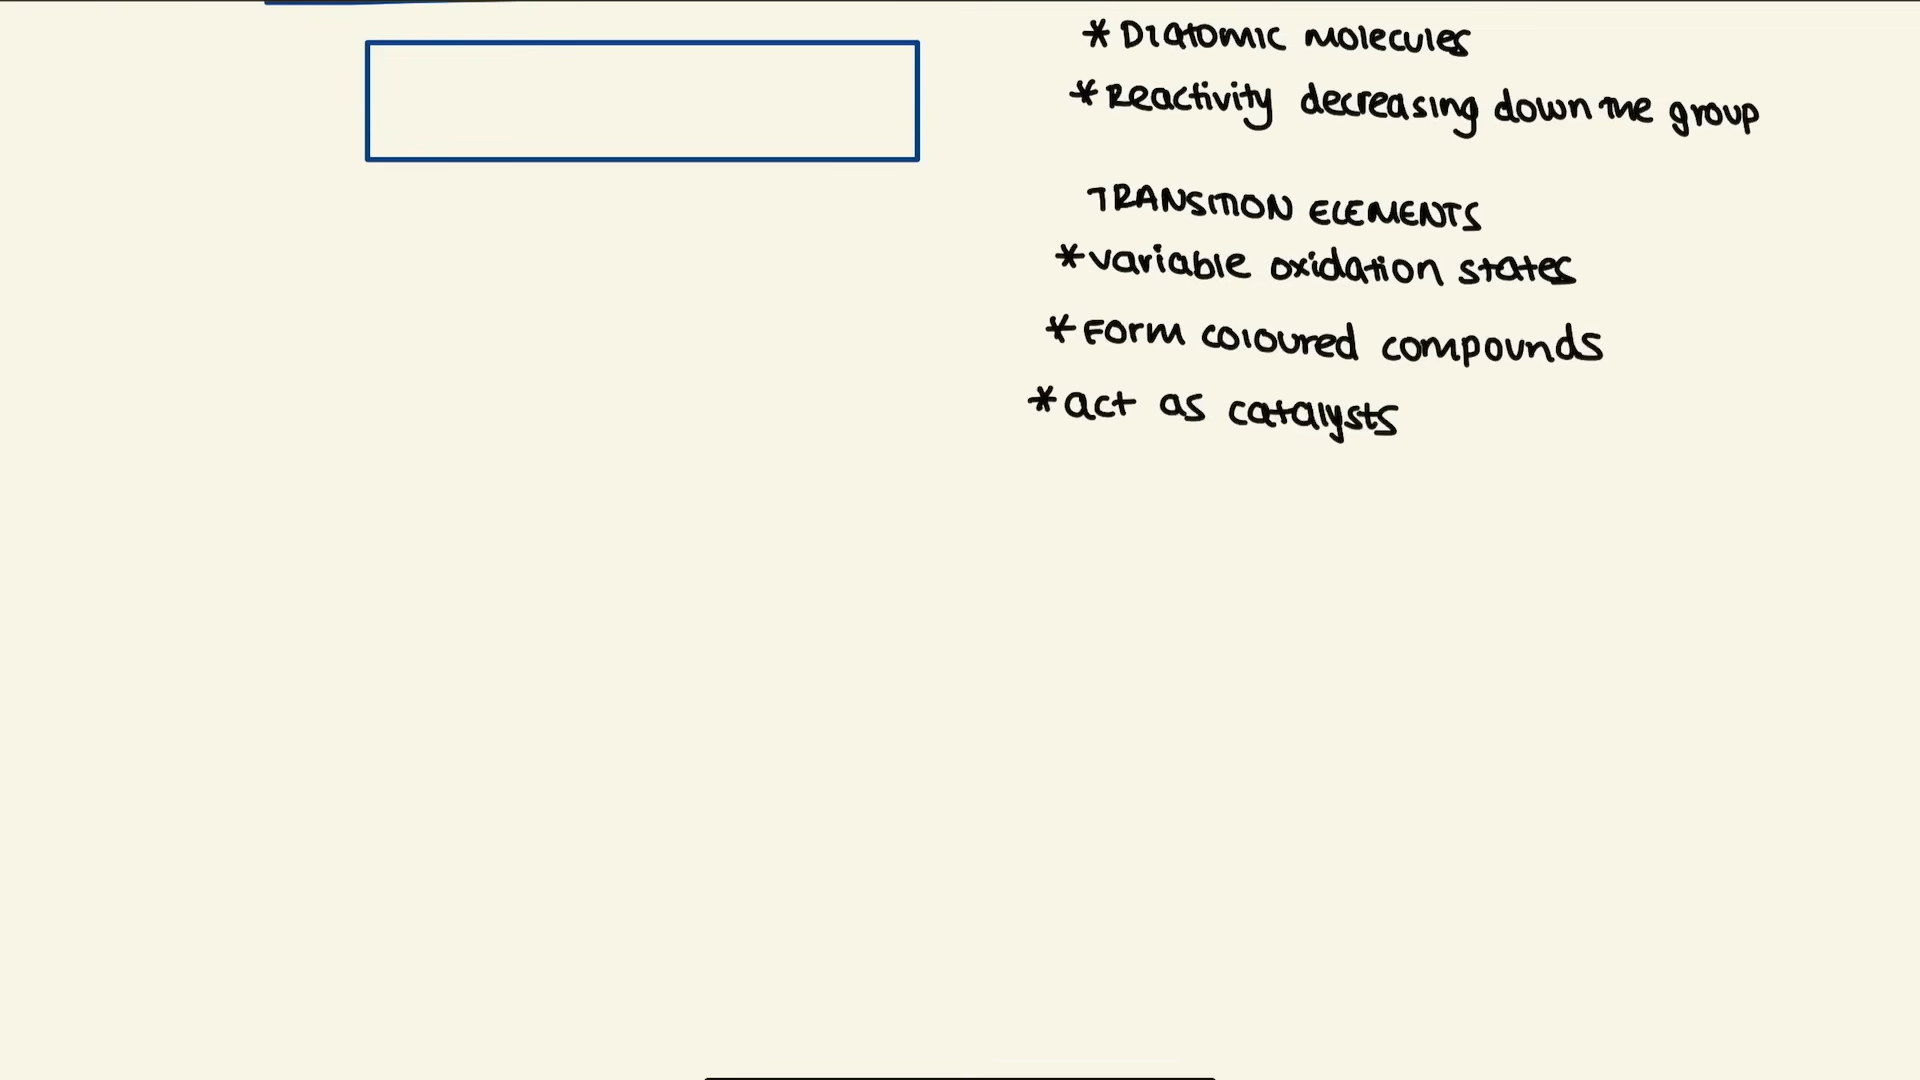 * Diatomic molecules
* Reactivity decreasing down the group
TRANSITION ELEMENTS
* variable oxidation states
* Form coloured compounds
* act as catalysts